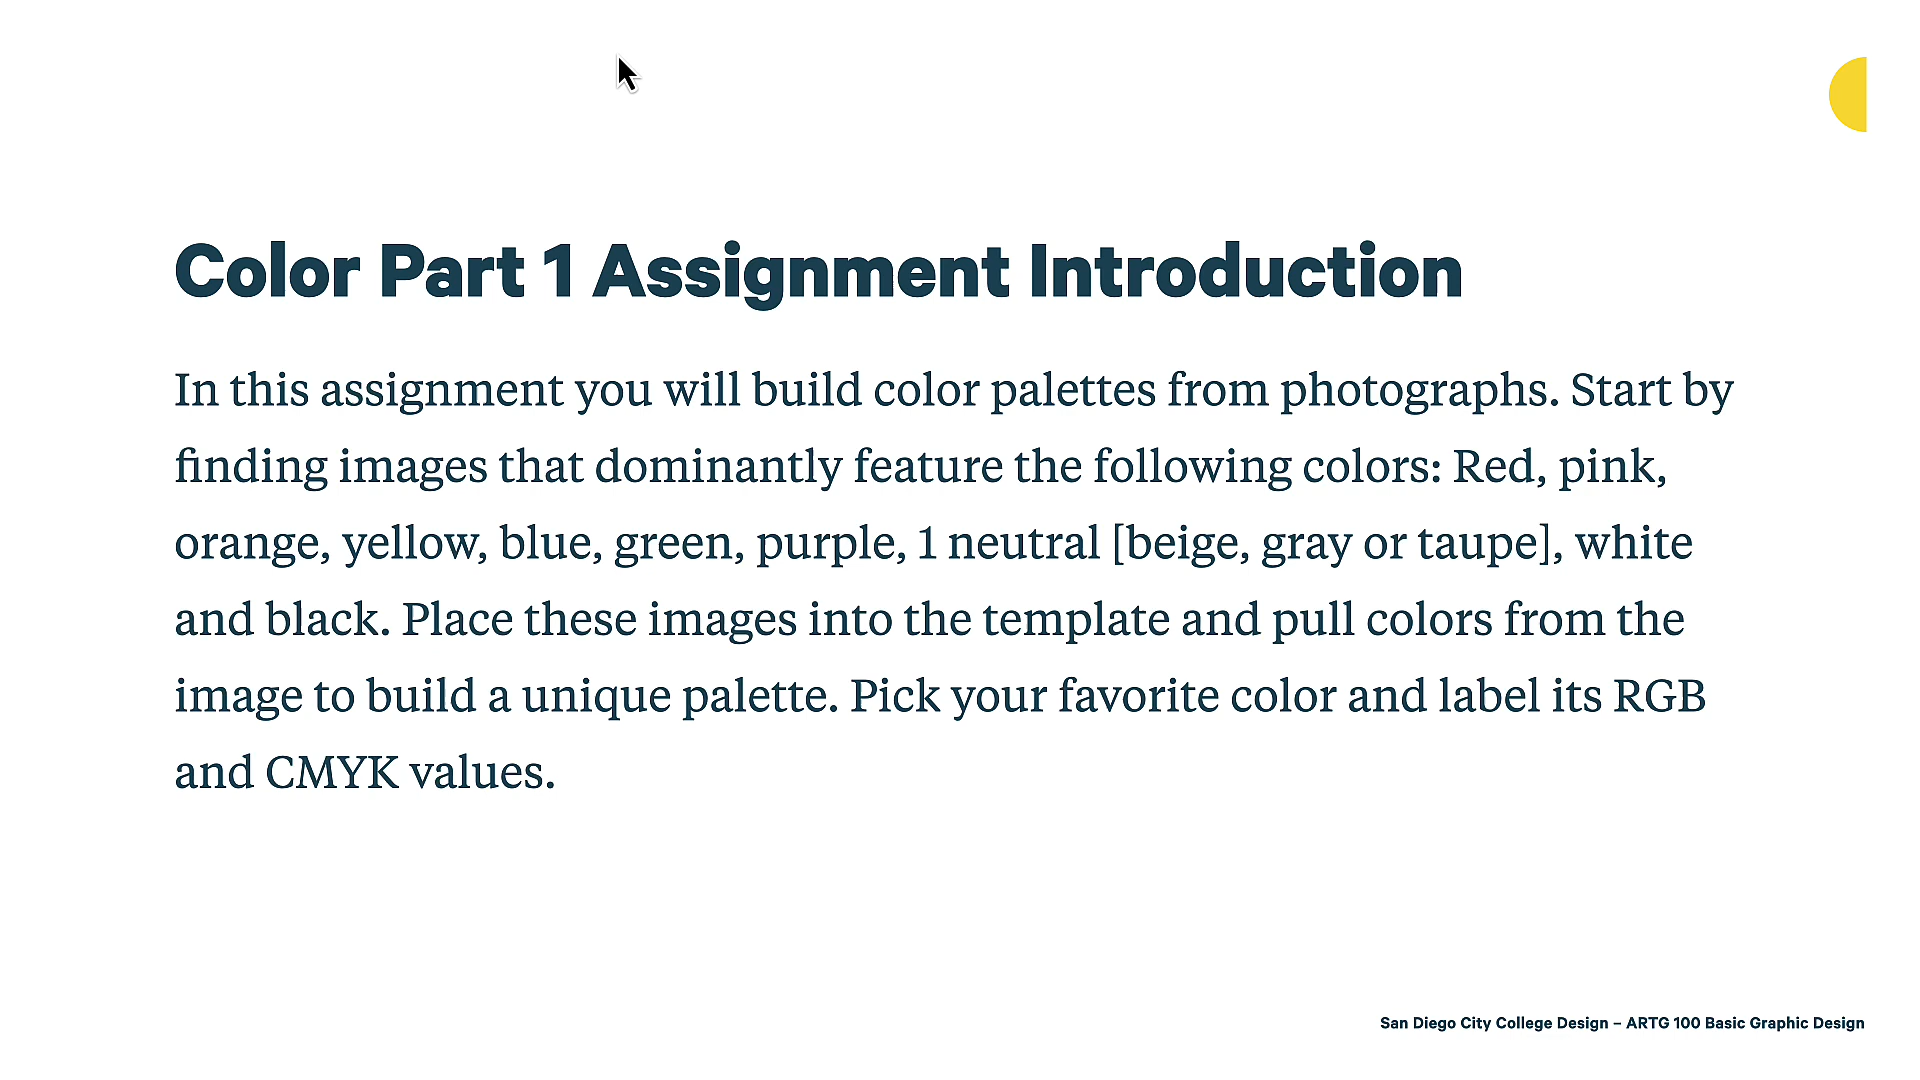 Color Part 1 Assignment Introduction
In this assignment you will build color palettes from photographs. Start by
finding images that dominantly feature the following colors: Red, pink,
orange, yellow, blue, green, purple, 1 neutral [beige, gray or taupe], white
and black. Place these images into the template and pull colors from the
image to build a unique palette. Pick your favorite color and label its RGB
and CMYK values.
San Diego City College Design – ARTG 100 Basic Graphic Design